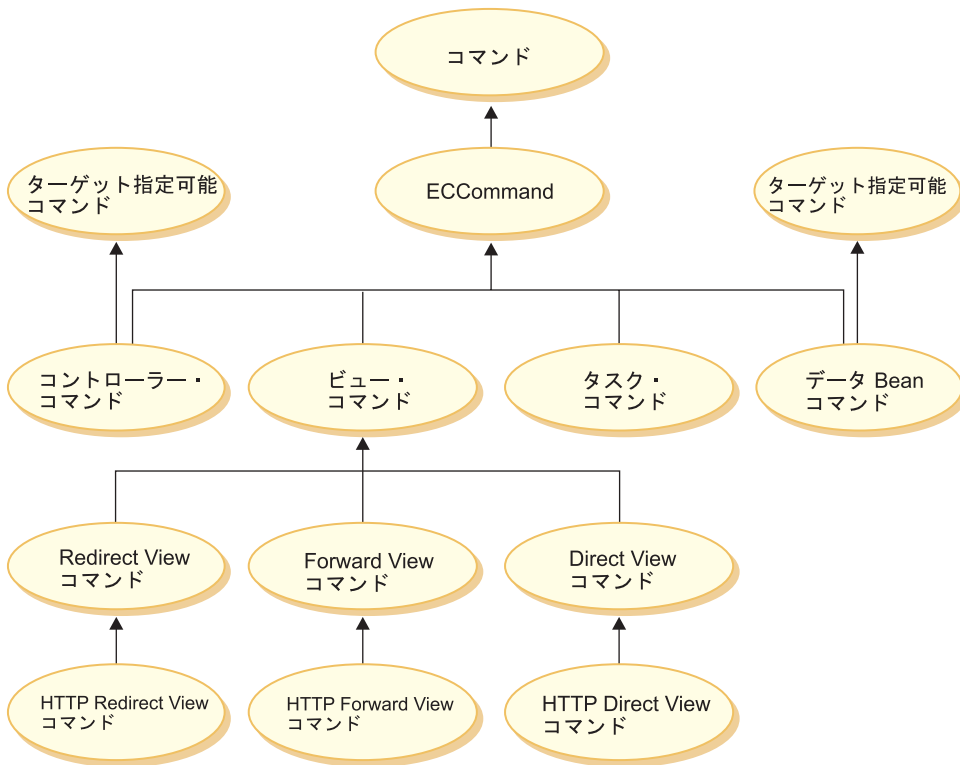 コマンド
ターゲット指定可能
コマンド
ECCommand
ターゲット指定可能
コマンド
コントローラー・
コマンド
ビュー・
コマンド
タスク・
コマンド
データ Bean
コマンド
Redirect View
コマンド
Forward View
コマンド
Direct View
コマンド
HTTP Redirect View
コマンド
HTTP Forward View
コマンド
HTTP Direct View
コマンド